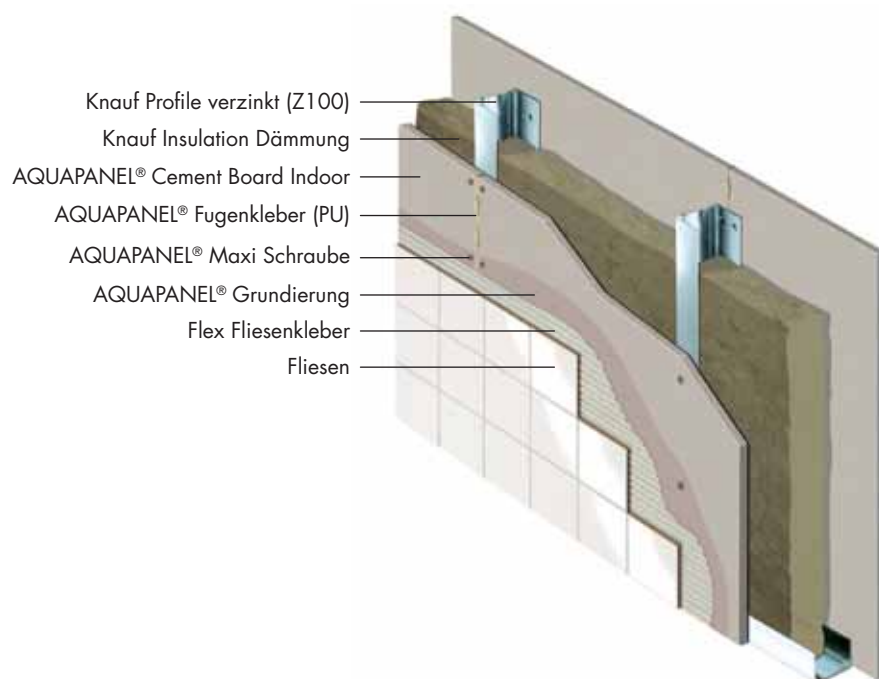 Knauf Profile verzinkt (Z100)
Knauf Insulation Dämmung
AQUAPANEL® Cement Board Indoor
AQUAPANEL® Fugenkleber (PU)
AQUAPANEL® Maxi Schraube
AQUAPANEL® Grundierung
Flex Fliesenkleber
Fliesen